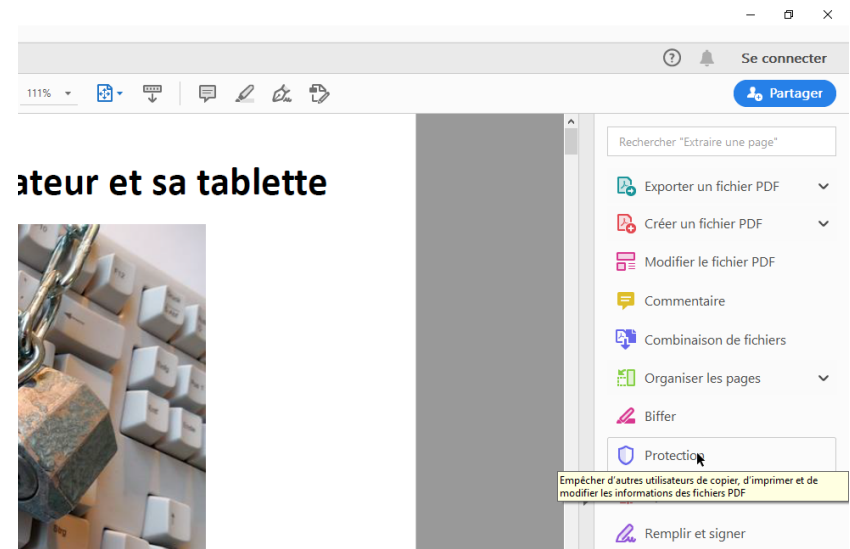 Se connecter
111%
Partager
ateur et sa tablette
Rechercher "Extraire une page"
Exporter un fichier PDF
Créer un fichier PDF
Modifier le fichier PDF
Commentaire
Combinaison de fichiers
Organiser les pages
Biffer
Protection
Empêcher d'autres utilisateurs de copier, d'imprimer et de
modifier les informations des fichiers PDF
Remplir et signer